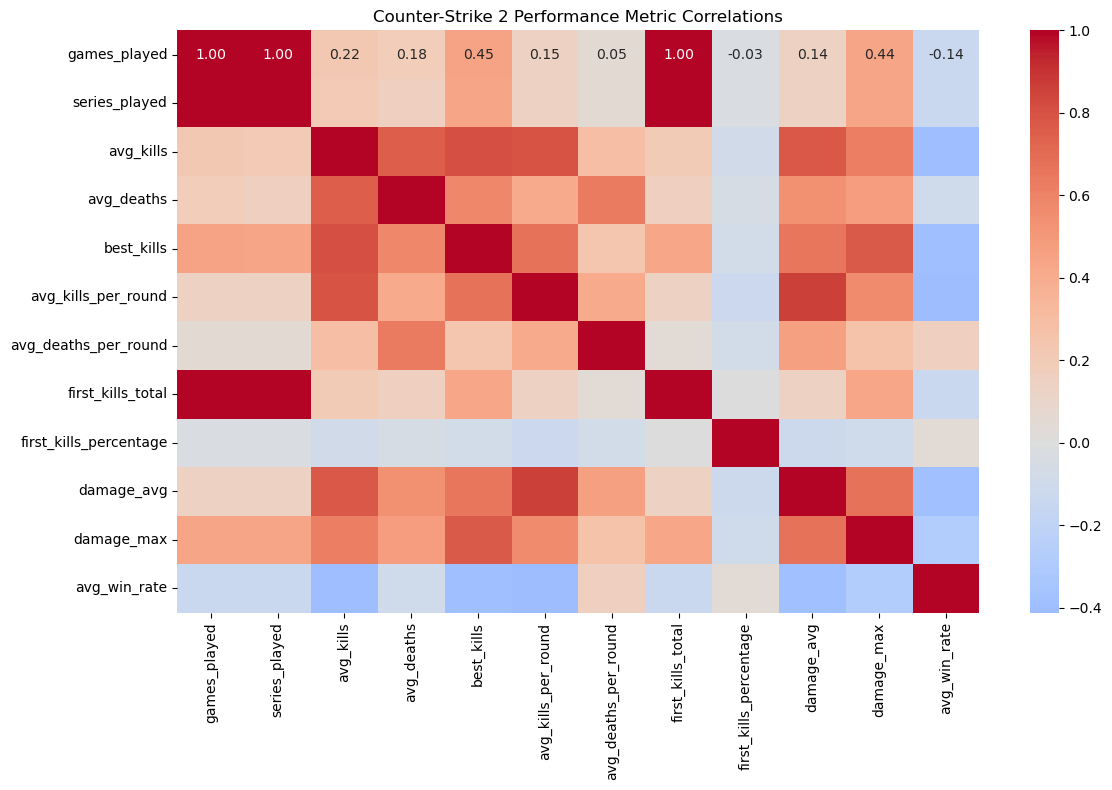 Counter-Strike 2 Performance Metric Correlations
games_played 1.00 1.00 0.22 0.18 0.45 0.15 0.05 1.00 -0.03 0.14 0.44 -0.14
series_played
avg_kills
avg_deaths
best_kills
avg_kills_per_round
avg_deaths_per_round
first_kills_total
first_kills_percentage
damage_avg
damage_max
avg_win_rate
games_played
series_played
avg_kills
avg_deaths
best_kills
avg_kills_per_round
avg_deaths_per_round
first_kills_total
first_kills_percentage
damage_avg
damage_max
avg_win_rate
1.0
0.8
0.6
0.4
0.2
0.0
−0.2
−0.4